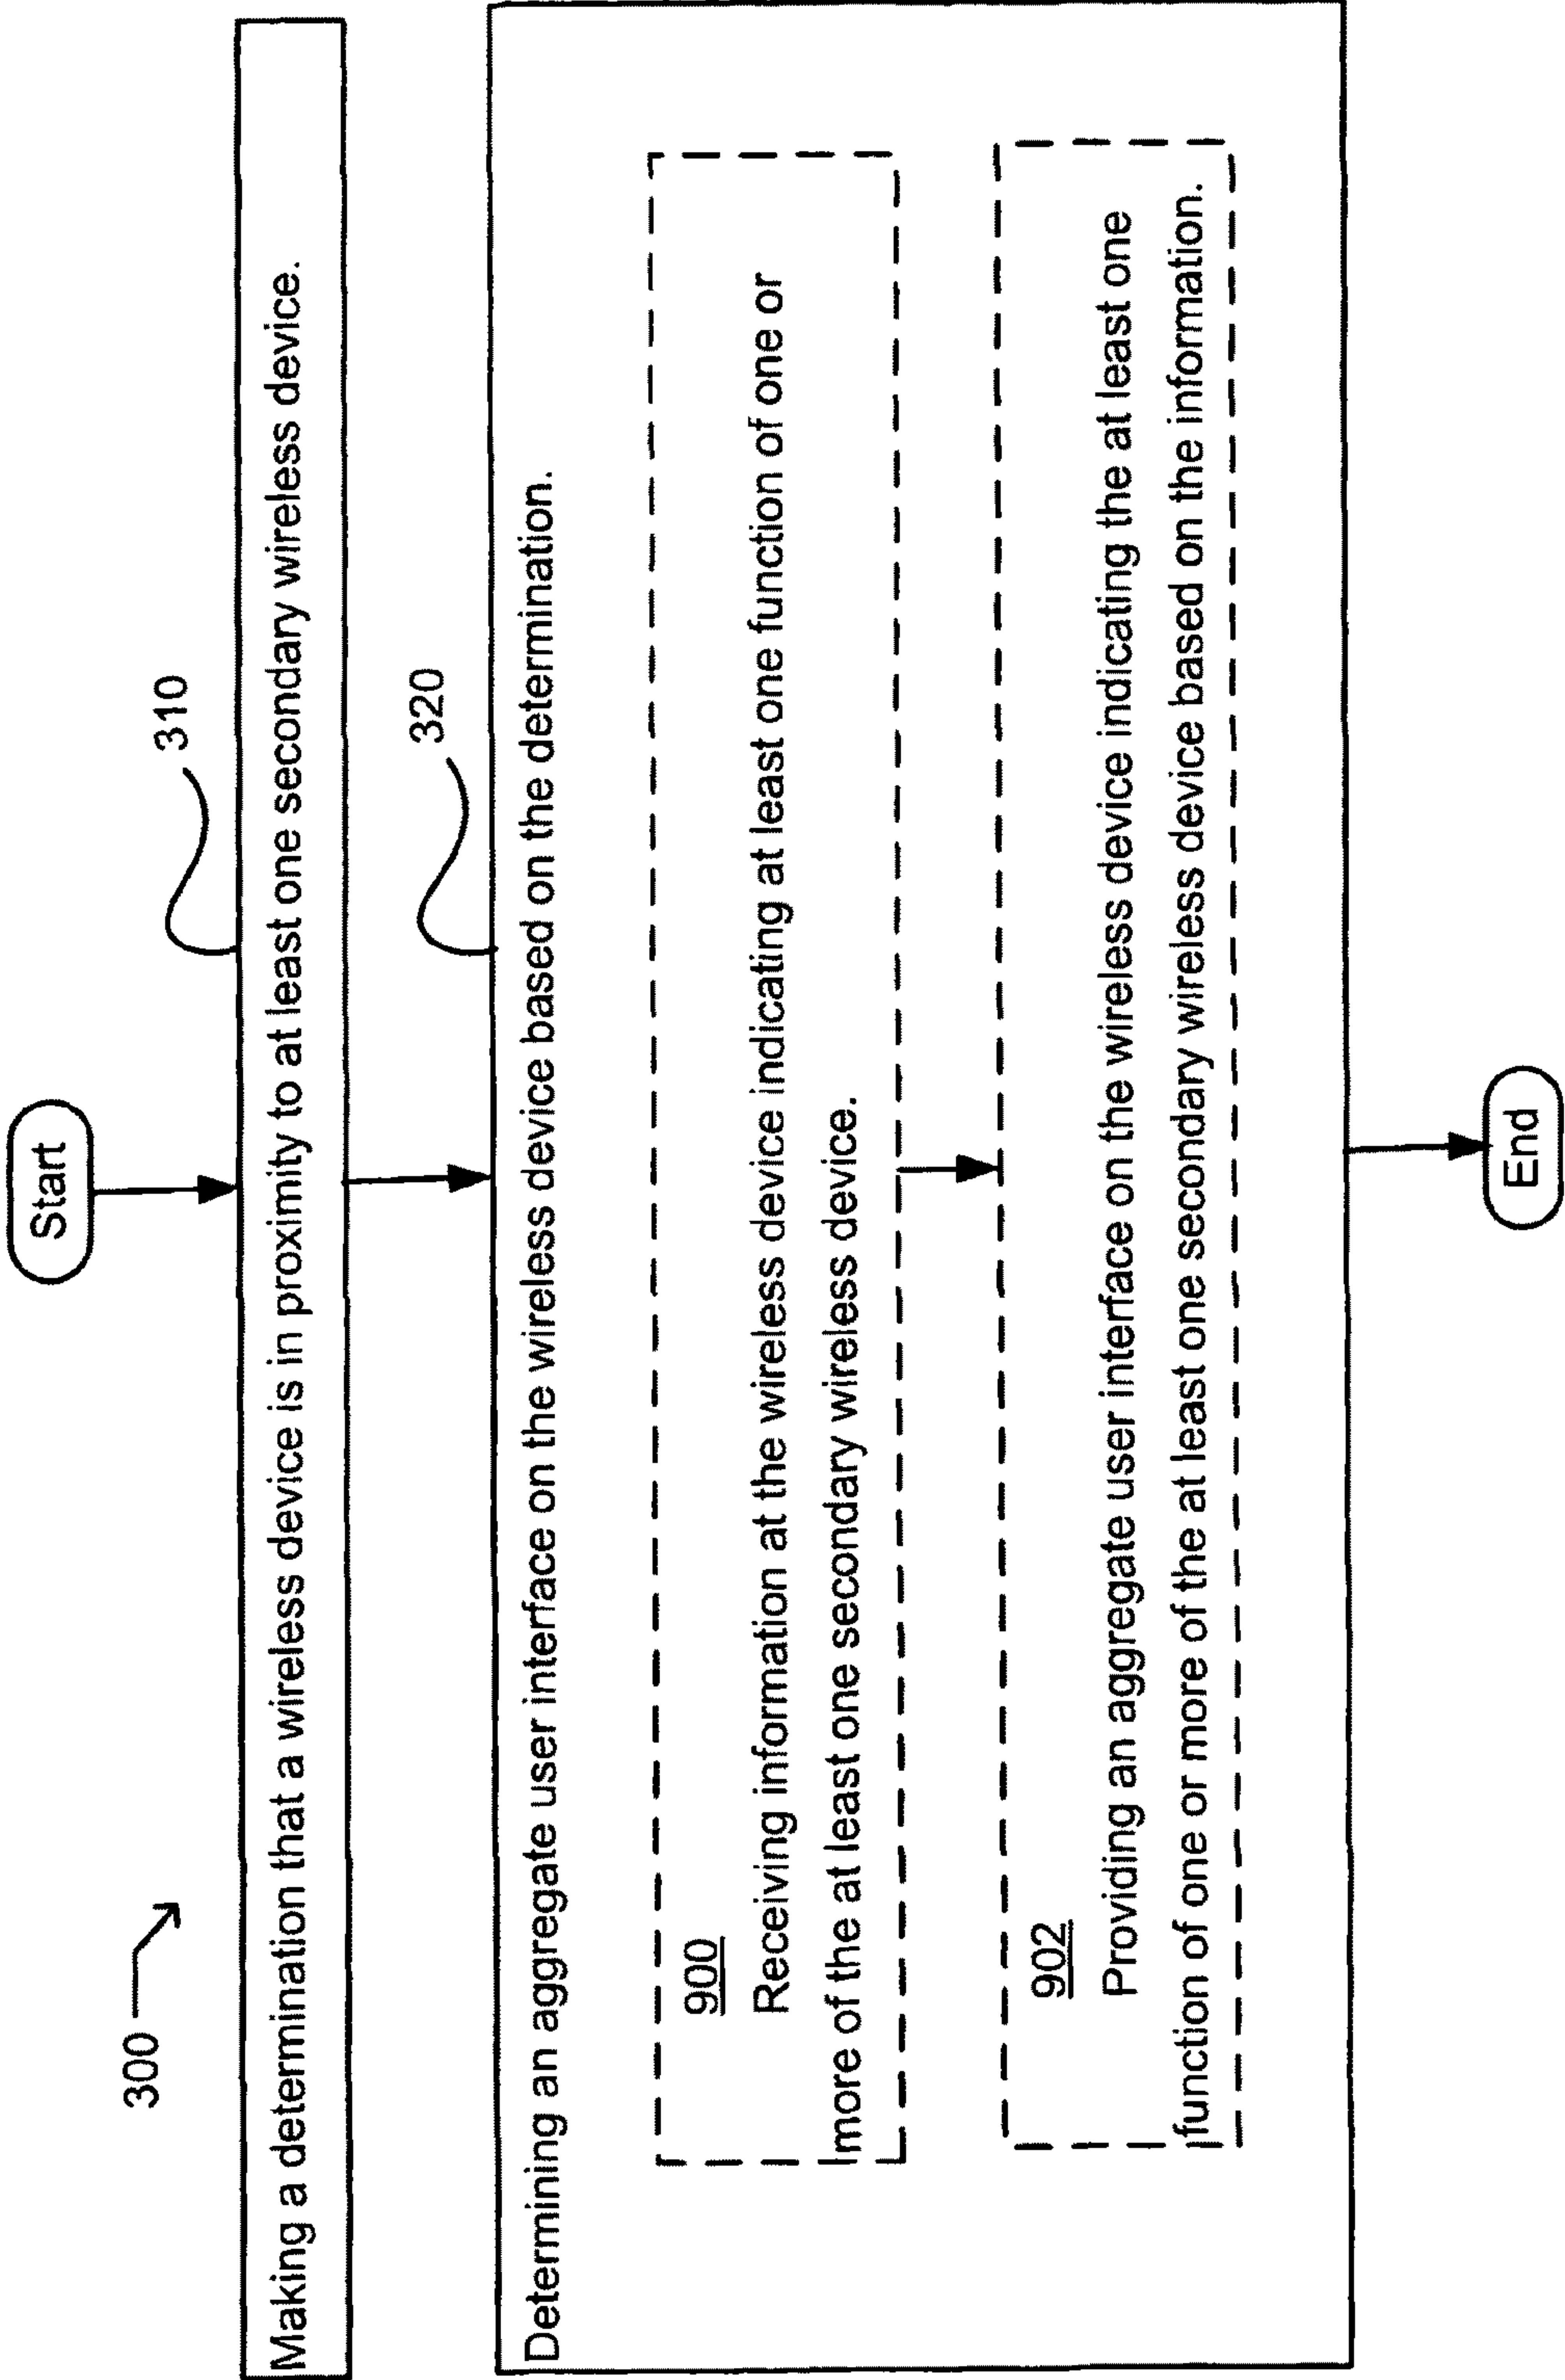 Start
300
310
Making a determination that a wireless device is in proximity to at least one secondary wireless device.
320
Determining an aggregate user interface on the wireless device based on the determination.
900
Receiving information at the wireless device indicating at least one function of one or
more of the at least one secondary wireless device.
902
Providing an aggregate user interface on the wireless device indicating the at least one
function of one or more of the at least one secondary wireless device based on the information.
End